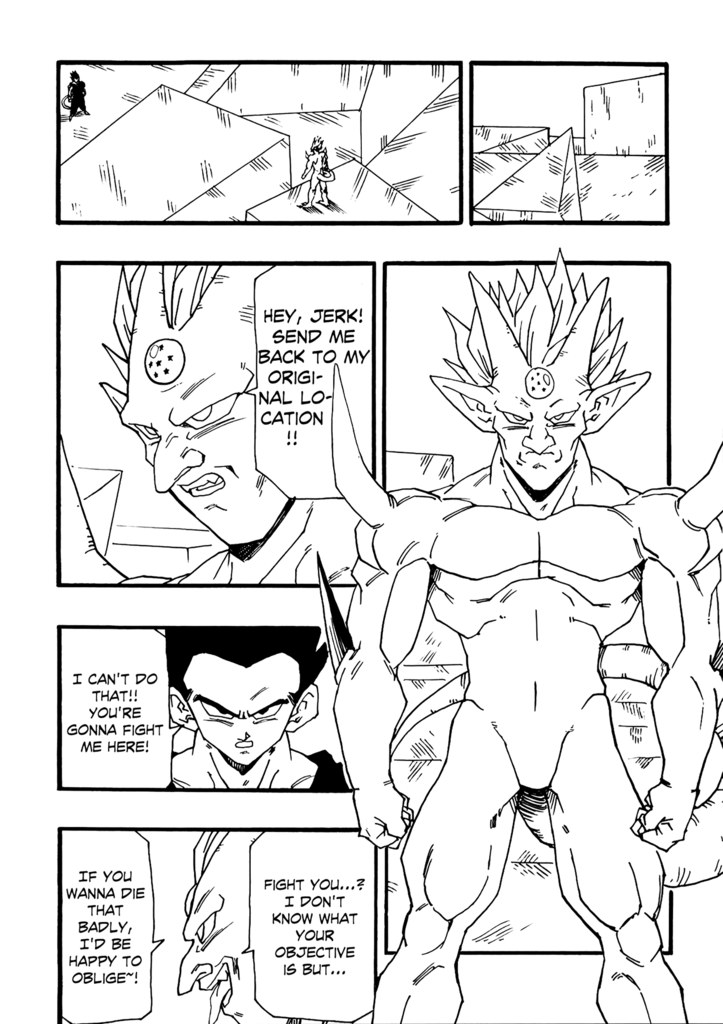 HEY, JERK!
SEND ME
BACK TO MY
ORIGI-
NAL LO-
CATION
!!
I CAN'T DO
THAT!!
YOU'RE
GONNA FIGHT
ME HERE!
FIGHT YOU...?
I DON'T
KNOW WHAT
YOUR
OBJECTIVE
IS BUT...
IF YOU
WANNA DIE
THAT
BADLY,
I'D BE
HAPPY TO
OBLIGE~!